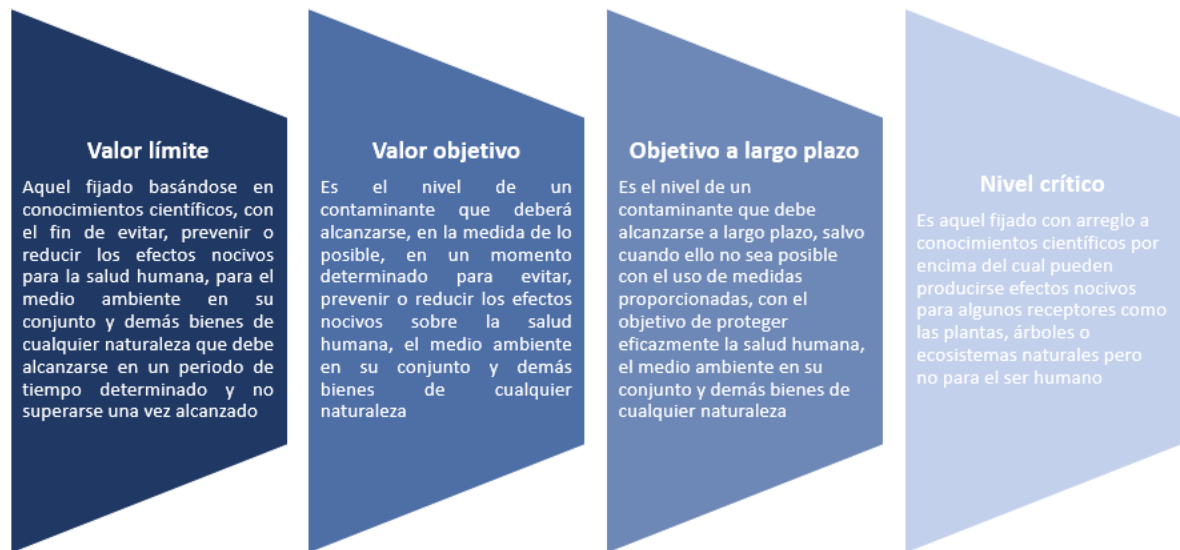 Valor límite
Aquel fijado basándose en
conocimientos científicos, con
el fin de evitar, prevenir o
reducir los efectos nocivos
para la salud humana, para el
medio ambiente en su
conjunto y demás bienes de
cualquier naturaleza que debe
alcanzarse en un periodo de
tiempo determinado y no
superarse una vez alcanzado
Valor objetivo
Es el nivel de un
contaminante que deberá
alcanzarse, en la medida de lo
posible, en un momento
determinado para evitar,
prevenir o reducir los efectos
nocivos sobre la salud
humana, el medio ambiente
en su conjunto y demás
bienes de cualquier
naturaleza
Objetivo a largo plazo
Es el nivel de un
contaminante que debe
alcanzarse a largo plazo, salvo
cuando ello no sea posible
con el uso de medidas
proporcionadas, con el
objetivo de proteger
eficazmente la salud humana,
el medio ambiente en su
conjunto y demás bienes de
cualquier naturaleza
Nivel crítico
Es aquel fijado con arreglo a
conocimientos científicos por
encima del cual pueden
producirse efectos nocivos
para algunos receptores como
las plantas, árboles o
ecosistemas naturales pero
no para el ser humano